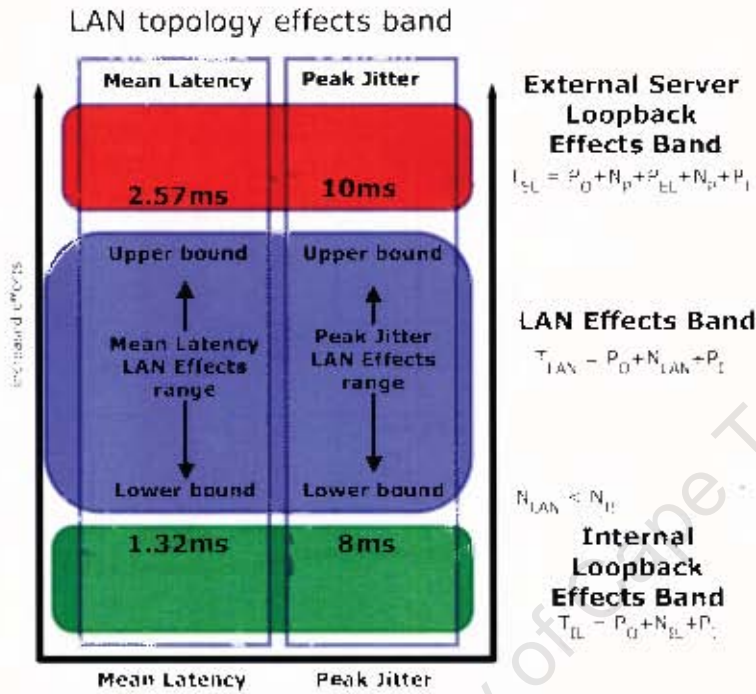 LAN topology effects band
Mean Latency
Peak Jitter
2.57ms
10ms
Upper bound
Upper bound
Mean Latency
LAN Effects
range
Peak Jitter
LAN Effects
range
Lower bound
Lower bound
1.32ms
8ms
Mean Latency
Peak Jitter
External Server
Loopback
Effects Band
LAN Effects Band
Internal
Loopback
Effects Band
of Cape T